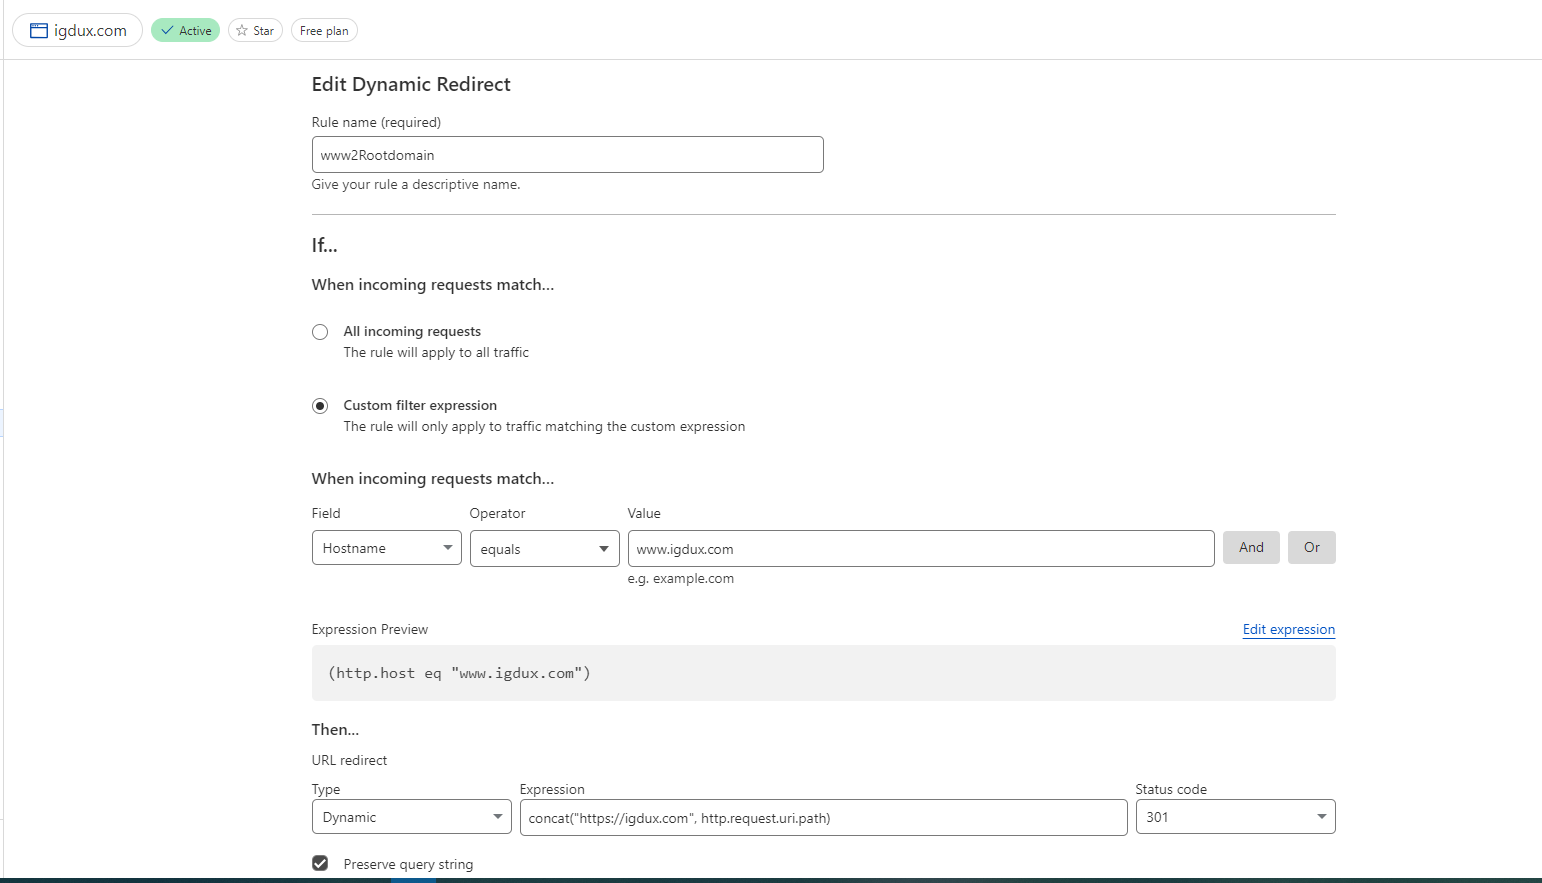 igdux.com Active Star Free plan
Edit Dynamic Redirect
Rule name (required)
www2Rootdomain
Give your rule a descriptive name.
If...
When incoming requests match...
All incoming requests
The rule will apply to all traffic
Custom filter expression
The rule will only apply to traffic matching the custom expression
When incoming requests match...
Field Operator Value
Hostname equals www.igdux.com And Or
e.g. example.com
Expression Preview Edit expression
(http.host eq "www.igdux.com")
Then...
URL redirect
Type Expression Status code
Dynamic concat("https://igdux.com", http.request.uri.path) 301
Preserve query string